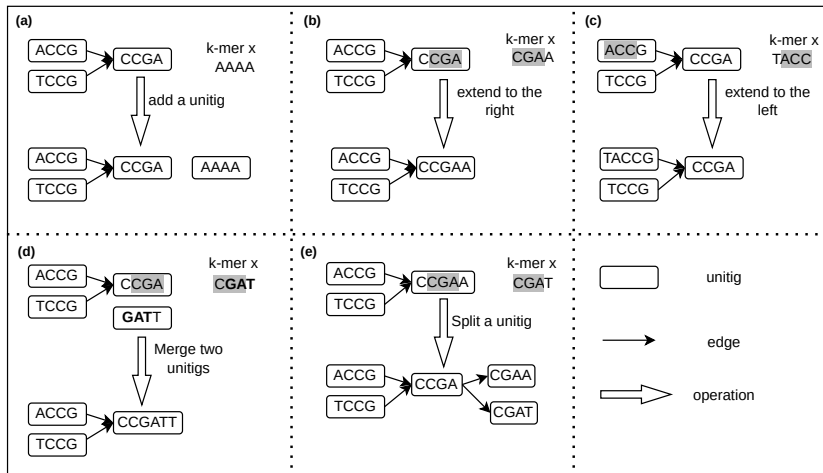 (a)
ACCG
TCCG
CCGA
k-mer x
AAAA
add a unitig
ACCG
TCCG
CCGA
AAAA
(b)
ACCG
TCCG
CCGA
k-mer x
CGAA
extend to the
right
ACCG
TCCG
CCGAA
(c)
ACCG
TCCG
CCGA
k-mer x
TACC
extend to the
left
TACCG
TCCG
CCGA
(d)
ACCG
TCCG
CCGA
GATT
k-mer x
CGAT
Merge two
unitigs
ACCG
TCCG
CCGATT
(e)
ACCG
TCCG
CCGAA
k-mer x
CGAT
Split a unitig
ACCG
TCCG
CCGA
CGAA
CGAT
unitig
edge
operation